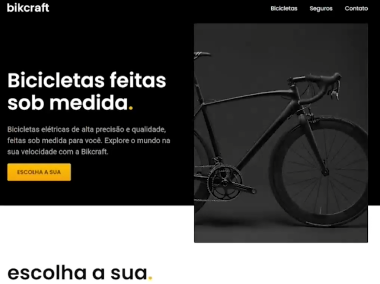 bikcraft
Bicicletas Seguros Contato
Bicicletas feitas
sob medida.
Bicicletas elétricas de alta precisão e qualidade,
feitas sob medida para você. Explore o mundo na
sua velocidade com a Bikcraft.
ESCOLHA A SUA
escolha a sua.